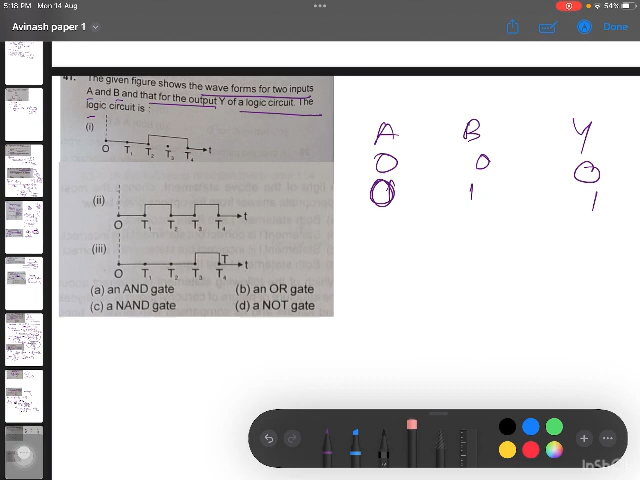 5:18 PM Mon 14 Aug
54%
Avinash paper 1
Done
41. The given figure shows the wave forms for two inputs
A and B and that for the output Y of a logic circuit. The
logic circuit is :
(i)
O T1 T2 T3 T4 t
(ii)
O T1 T2 T3 T4 t
(iii)
T
O T1 T2 T3 T4 t
(a) an AND gate (b) an OR gate
(c) a NAND gate (d) a NOT gate
A B Y
0 0 0
0 1 1
InShOt